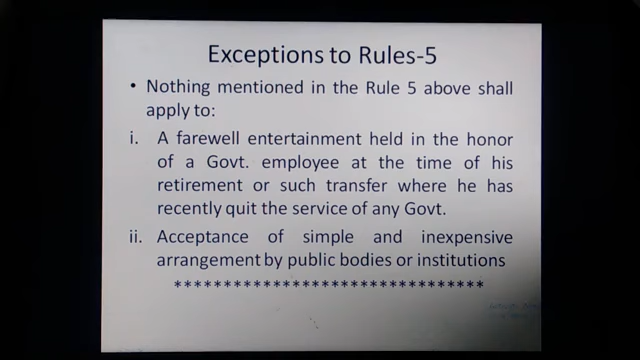 Exceptions to Rules-5
• Nothing mentioned in the Rule 5 above shall
apply to:
i. A farewell entertainment held in the honor
of a Govt. employee at the time of his
retirement or such transfer where he has
recently quit the service of any Govt.
ii. Acceptance of simple and inexpensive
arrangement by public bodies or institutions
*******************************